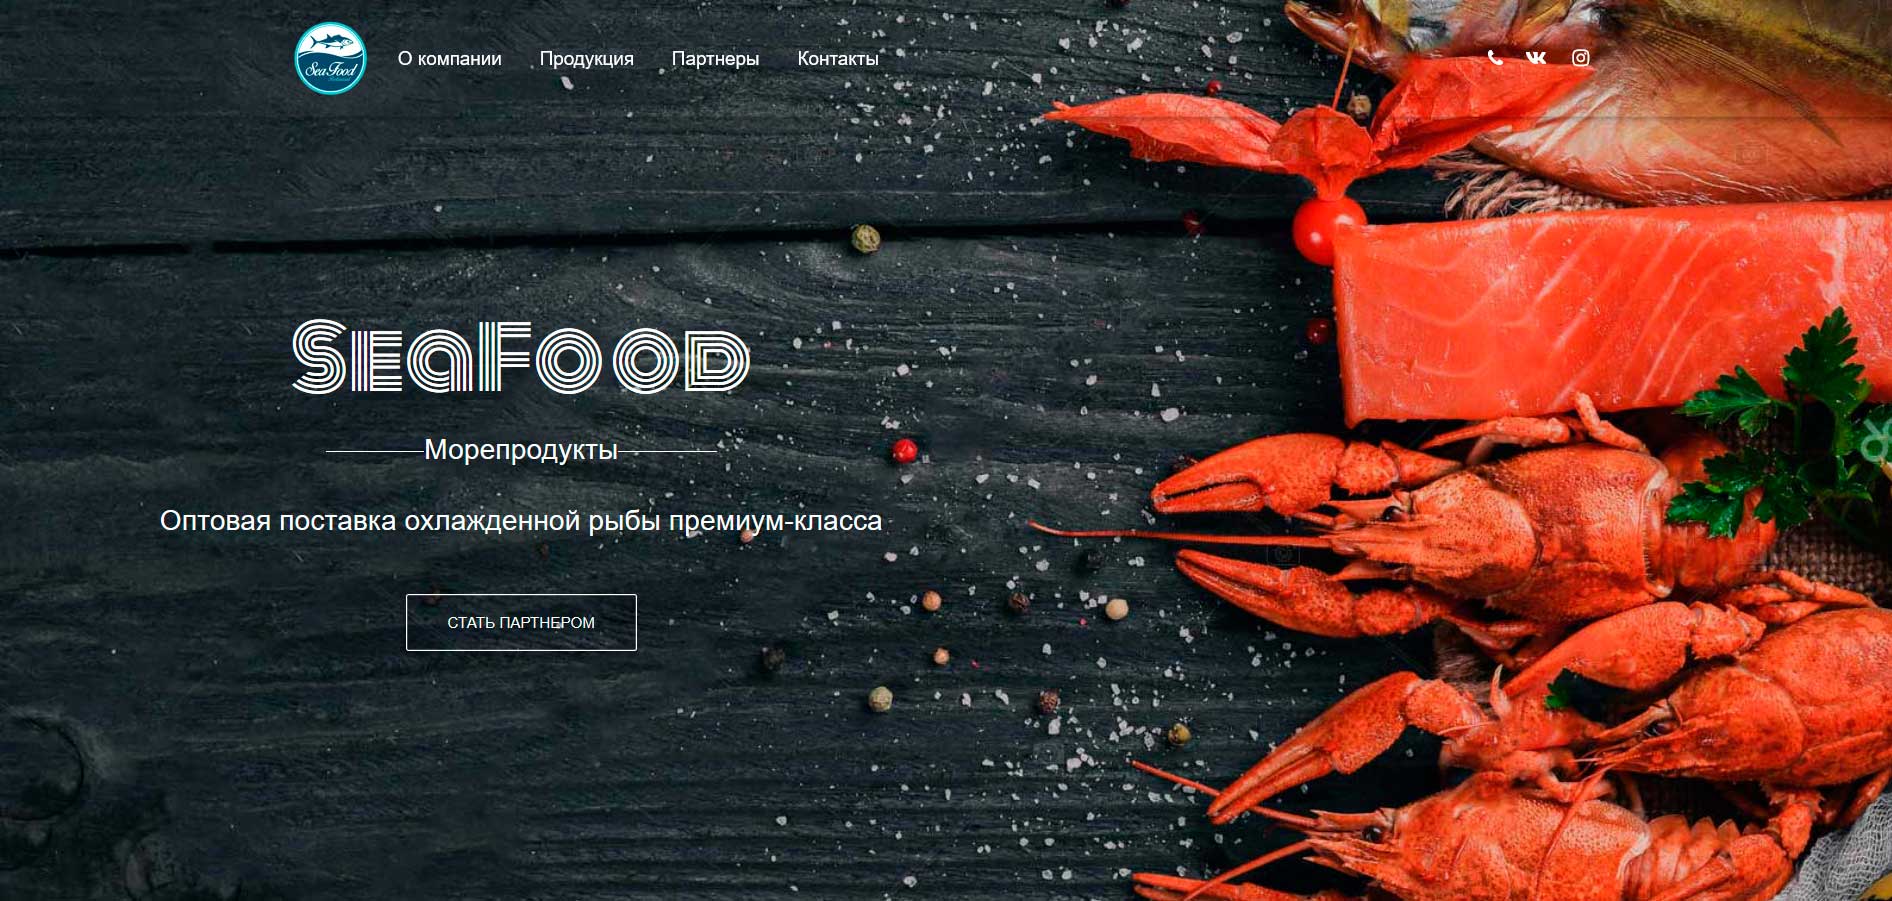 Sea Food
О компании
Продукция
Партнеры
Контакты
SeaFood
Морепродукты
Оптовая поставка охлажденной рыбы премиум-класса
СТАТЬ ПАРТНЕРОМ